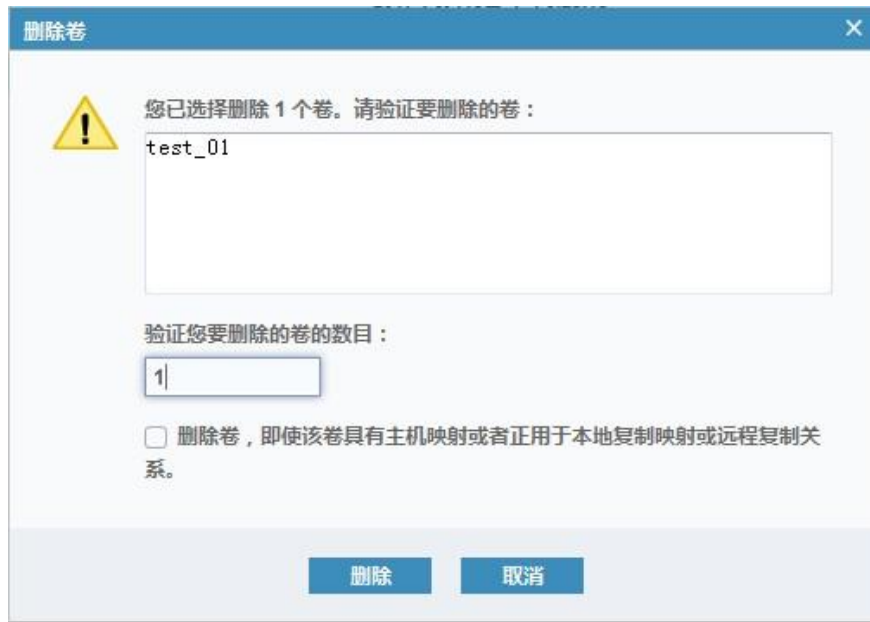 删除卷
您已选择删除 1 个卷。请验证要删除的卷：
test_01
验证您要删除的卷的数目：
1
删除卷，即使该卷具有主机映射或者正用于本地复制映射或远程复制关
系。
删除
取消